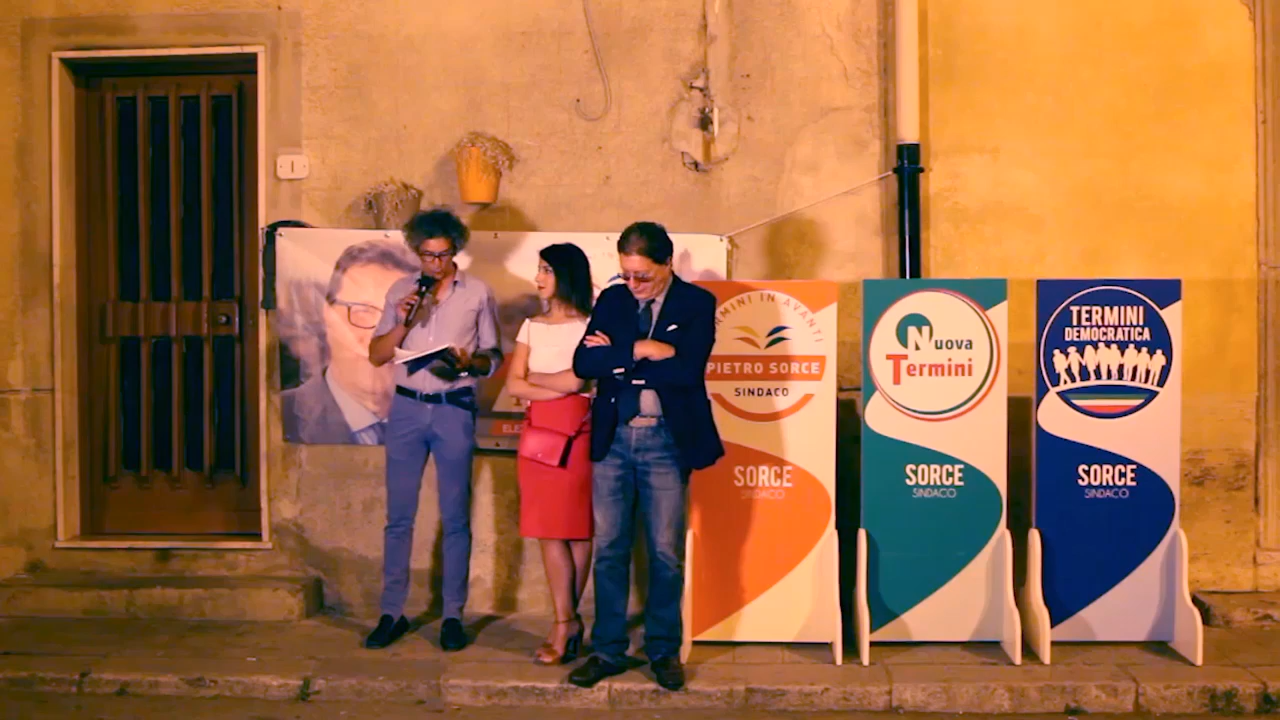 TERMINI IN AVANTI
PIETRO SORCE
SINDACO
SORCE
SINDACO
Nuova
Termini
SORCE
SINDACO
TERMINI
DEMOCRATICA
SORCE
SINDACO